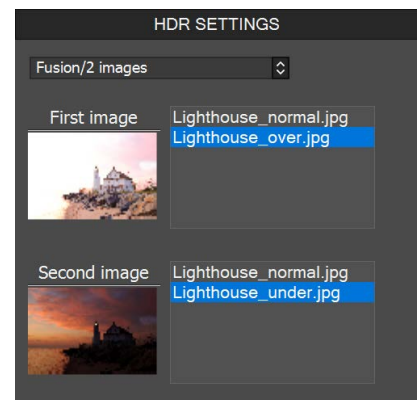 HDR SETTINGS
Fusion/2 images
First image
Lighthouse_normal.jpg
Lighthouse_over.jpg
Second image
Lighthouse_normal.jpg
Lighthouse_under.jpg